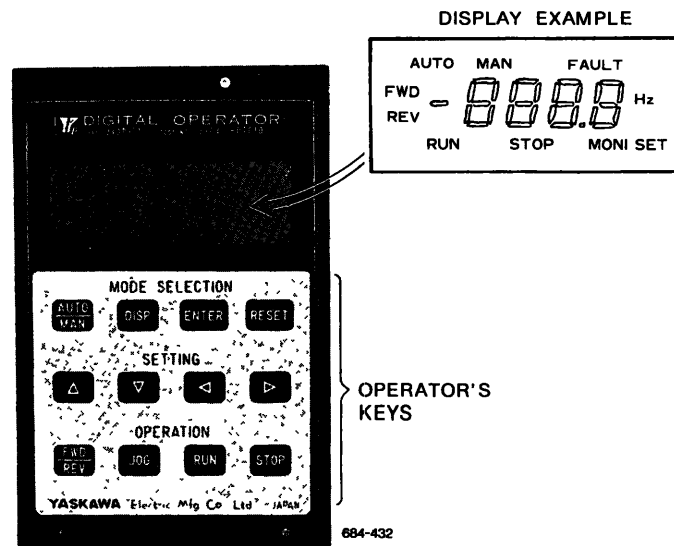 DISPLAY EXAMPLE
AUTO MAN FAULT
FWD
REV
- 888.8 Hz
RUN STOP MONI SET
DIGITAL OPERATOR
MODE SELECTION
AUTO
MAN
DISP ENTER RESET
SETTING
OPERATION
FWD
REV
JOG RUN STOP
YASKAWA Electric Mfg Co Ltd JAPAN
OPERATOR'S
KEYS
684-432